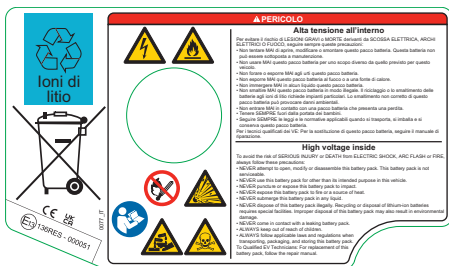 Ioni di
litio
E13 136RES - 000051
0077_IT
PERICOLO
Alta tensione all'interno
Per evitare il rischio di LESIONI GRAVI o MORTE derivanti da SCOSSA ELETTRICA, ARCHI
ELETTRICI O FUOCO, seguire sempre queste precauzioni:
- Non tentare MAI di aprire, modificare o smontare questo pacco batteria. Questa batteria non
può essere sottoposta a manutenzione.
- Non usare MAI questo pacco batteria per uno scopo diverso da quello previsto per questo
veicolo.
- Non forare o esporre MAI agli urti questo pacco batteria.
- Non esporre MAI questo pacco batteria al fuoco o a una fonte di calore.
- Non immergere MAI in alcun liquido questo pacco batteria.
- Non smaltire MAI questo pacco batteria in modo illegale. Il riciclaggio o lo smaltimento delle
batterie agli ioni di litio richiede impianti particolari. Lo smaltimento non corretto di questo
pacco batteria può provocare danni ambientali.
- Non entrare MAI in contatto con una pacco batteria che presenta una perdita.
- Tenere SEMPRE fuori dalla portata dei bambini.
- Seguire SEMPRE le leggi e le normative applicabili quando si trasporta, si imballa e si
conserva questo pacco batteria.
Per i tecnici qualificati dei VE: Per la sostituzione di questo pacco batteria, seguire il manuale di
riparazione.
High voltage inside
To avoid the risk of SERIOUS INJURY or DEATH from ELECTRIC SHOCK, ARC FLASH or FIRE,
always follow these precautions:
• NEVER attempt to open, modify or disassemble this battery pack. This battery pack is not
servicable.
• NEVER use this battery pack for other than its intended purpose in this vehicle.
• NEVER puncture or expose this battery pack to impact.
• NEVER expose this battery pack to fire or a source of heat.
• NEVER submerge this battery pack in any liquid.
• NEVER dispose of this battery pack illegally. Recycling or disposal of lithium-ion batteries
requires special facilities. Improper disposal of this battery pack may also result in environmental
damage.
• NEVER come in contact with a leaking battery pack.
• ALWAYS keep out of reach of children.
• ALWAYS follow applicable laws and regulations when
transporting, packaging, and storing this battery pack.
To Qualified EV Technicians: For replacement of this
battery pack, follow the repair manual.